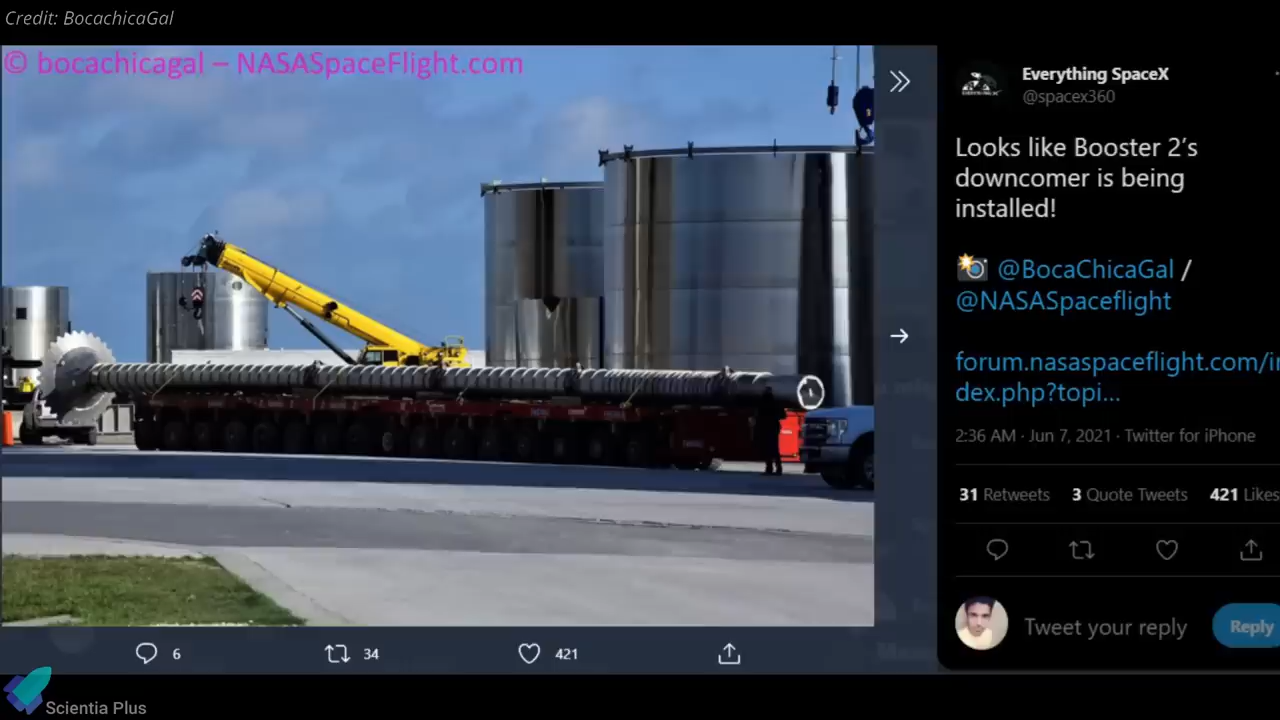 Credit: BocachicaGal
© bocachicagal – NASASpaceFlight.com
Everything SpaceX
@spacex360
Looks like Booster 2's
downcomer is being
installed!
@BocaChicaGal /
@NASASpaceflight
forum.nasaspaceflight.com/in
dex.php?topi...
2:36 AM · Jun 7, 2021 · Twitter for iPhone
31 Retweets 3 Quote Tweets 421 Likes
Tweet your reply
Reply
6 34 421
Scientia Plus